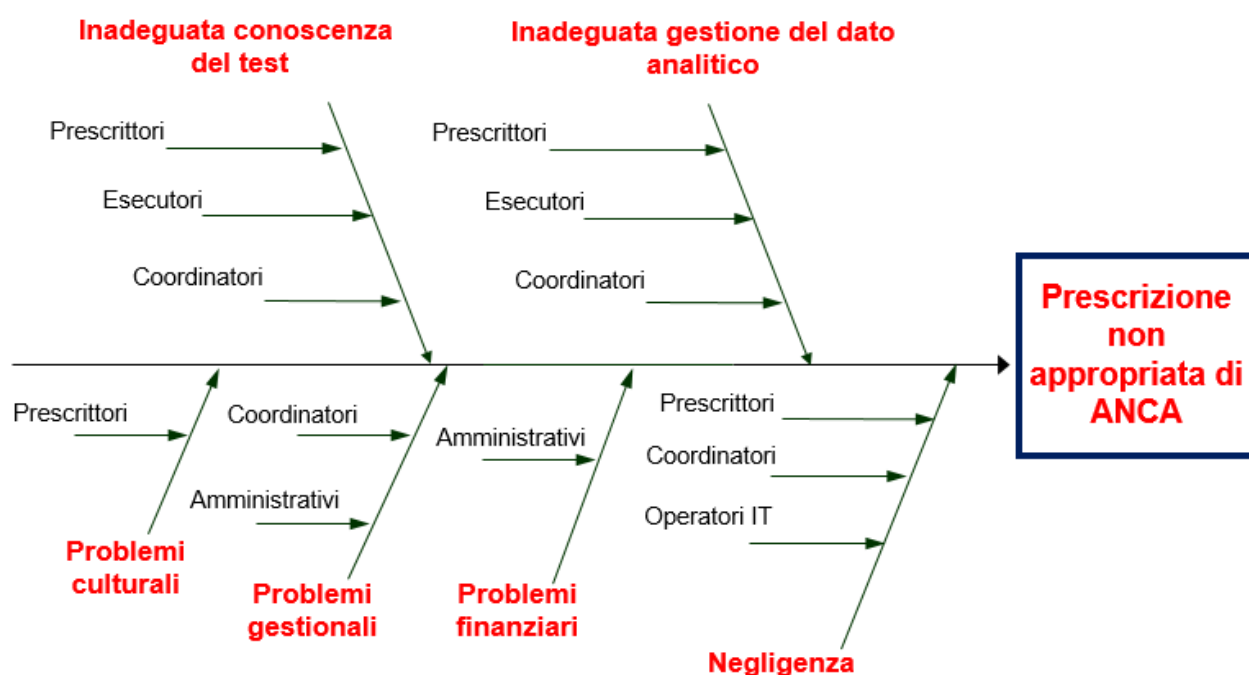 Inadeguata conoscenza
del test
Inadeguata gestione del dato
analitico
Prescrittori
Esecutori
Coordinatori
Prescrittori
Esecutori
Coordinatori
Prescrizione
non
appropriata di
ANCA
Prescrittori
Problemi
culturali
Coordinatori
Amministrativi
Problemi
gestionali
Amministrativi
Problemi
finanziari
Prescrittori
Coordinatori
Operatori IT
Negligenza